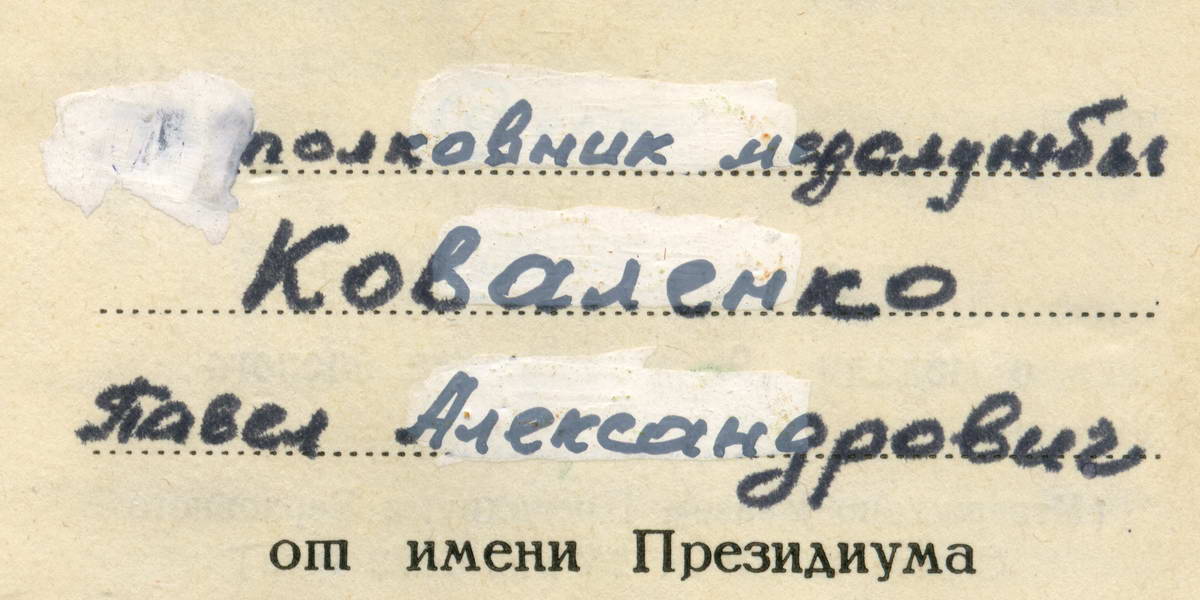 полковник медслужбы
Коваленко
Павел Александрович
от имени Президиума